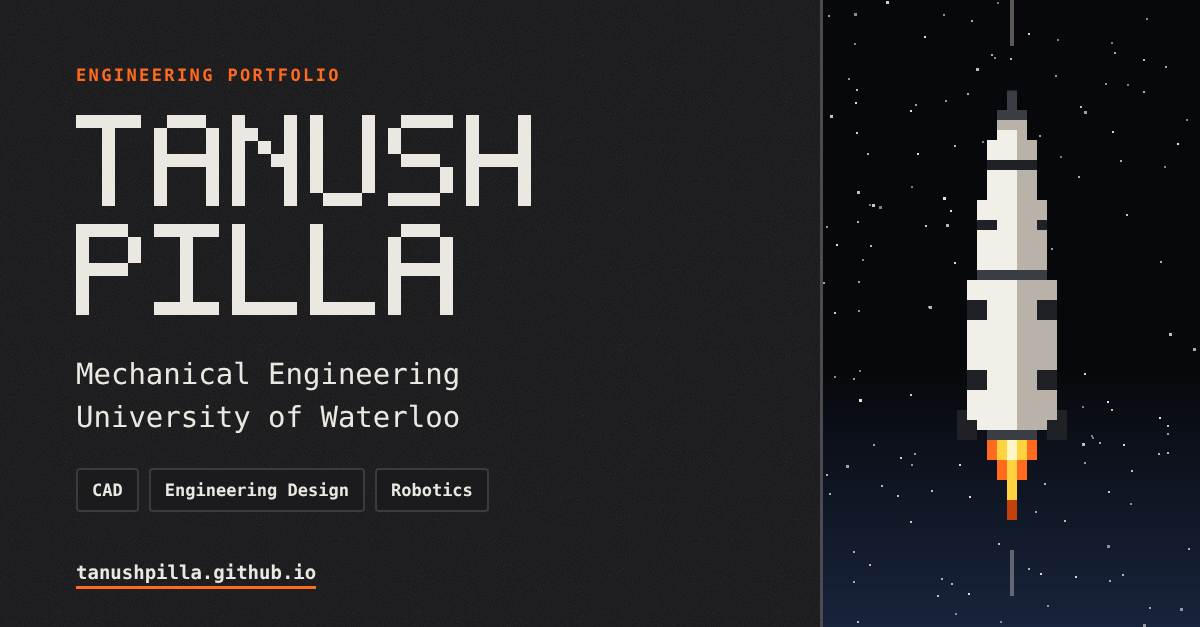 ENGINEERING PORTFOLIO
TANUSH
PILLA
Mechanical Engineering
University of Waterloo
CAD
Engineering Design
Robotics
tanushpilla.github.io